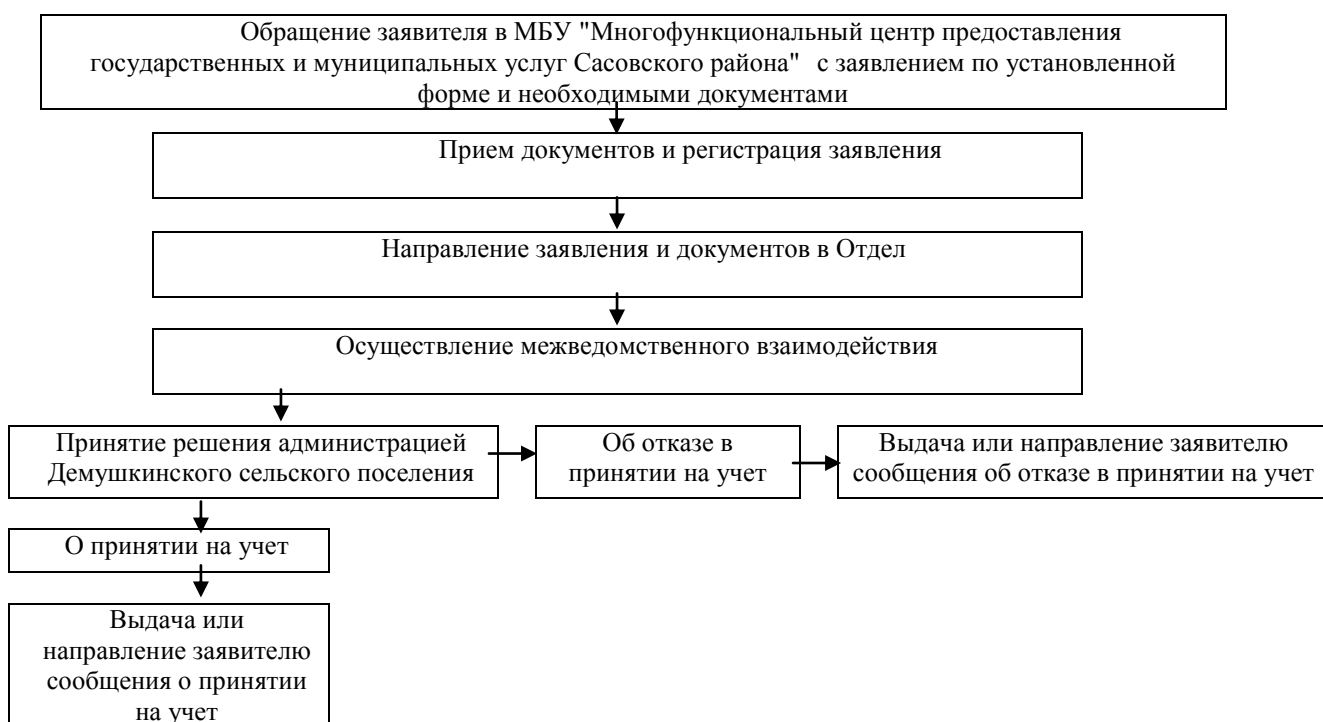 Обращение заявителя в МБУ "Многофункциональный центр предоставления
государственных и муниципальных услуг Сасовского района" с заявлением по установленной
форме и необходимыми документами
Прием документов и регистрация заявления
Направление заявления и документов в Отдел
Осуществление межведомственного взаимодействия
Принятие решения администрацией
Демушкинского сельского поселения
Об отказе в
принятии на учет
Выдача или направление заявителю
сообщения об отказе в принятии на учет
О принятии на учет
Выдача или
направление заявителю
сообщения о принятии
на учет